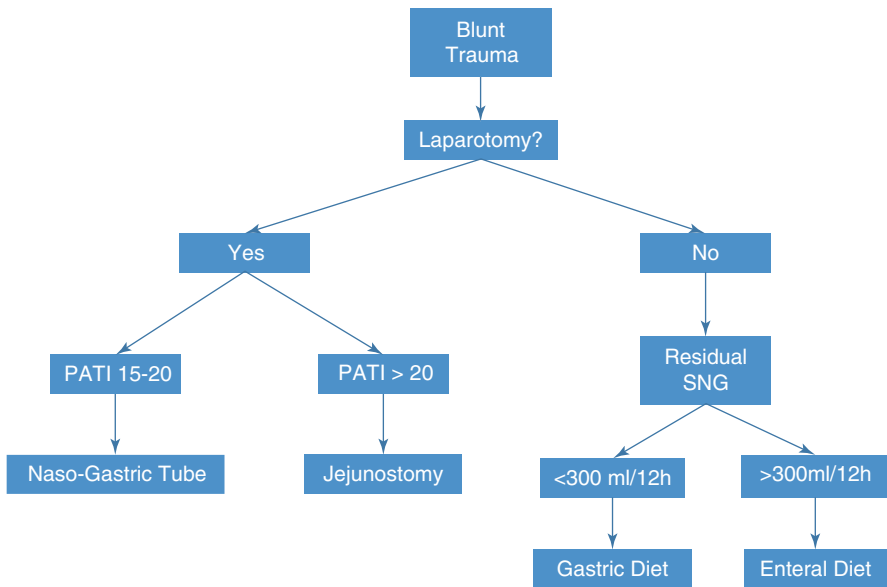 Blunt
Trauma
Laparotomy?
Yes
No
PATI 15-20
PATI > 20
Residual
SNG
Naso-Gastric Tube
Jejunostomy
<300 ml/12h
>300ml/12h
Gastric Diet
Enteral Diet